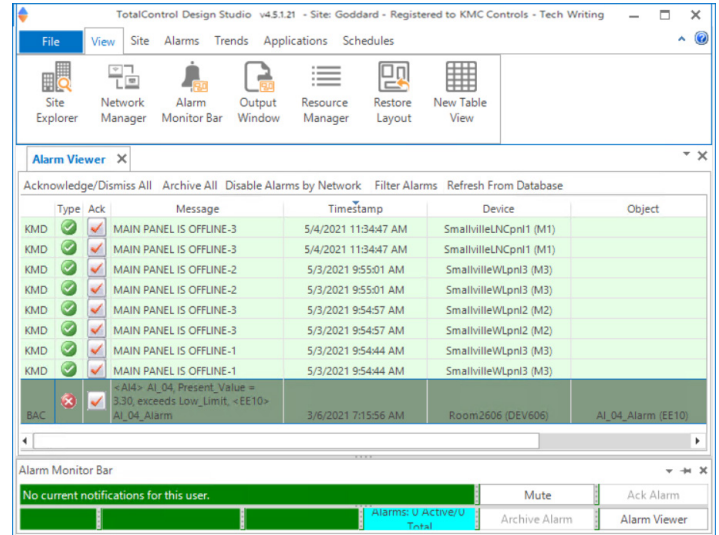 TotalControl Design Studio v4.5.1.21 - Site: Goddard - Registered to KMC Controls - Tech Writing
File View Site Alarms Trends Applications Schedules
Site Explorer
Network Manager
Alarm Monitor Bar
Output Window
Resource Manager
Restore Layout
New Table View
Alarm Viewer
Acknowledge/Dismiss All Archive All Disable Alarms by Network Filter Alarms Refresh From Database
Type Ack Message Timestamp Device Object
KMD MAIN PANEL IS OFFLINE-3 5/4/2021 11:34:47 AM SmallvilleLNCpnl1 (M1)
KMD MAIN PANEL IS OFFLINE-3 5/4/2021 11:34:47 AM SmallvilleLNCpnl1 (M1)
KMD MAIN PANEL IS OFFLINE-2 5/3/2021 9:55:01 AM SmallvilleWLpnl3 (M3)
KMD MAIN PANEL IS OFFLINE-2 5/3/2021 9:55:01 AM SmallvilleWLpnl3 (M3)
KMD MAIN PANEL IS OFFLINE-3 5/3/2021 9:54:57 AM SmallvilleWLpnl2 (M2)
KMD MAIN PANEL IS OFFLINE-3 5/3/2021 9:54:57 AM SmallvilleWLpnl2 (M2)
KMD MAIN PANEL IS OFFLINE-1 5/3/2021 9:54:44 AM SmallvilleWLpnl3 (M3)
KMD MAIN PANEL IS OFFLINE-1 5/3/2021 9:54:44 AM SmallvilleWLpnl3 (M3)
<AI4> AI_04, Present_Value =
3.30, exceeds Low_Limit, <EE10>
BAC AI_04_Alarm 3/6/2021 7:15:56 AM Room2606 (DEV606) AI_04_Alarm (EE10)
Alarm Monitor Bar
No current notifications for this user. Mute Ack Alarm
Alarms: 0 Active/0 Total Archive Alarm Alarm Viewer